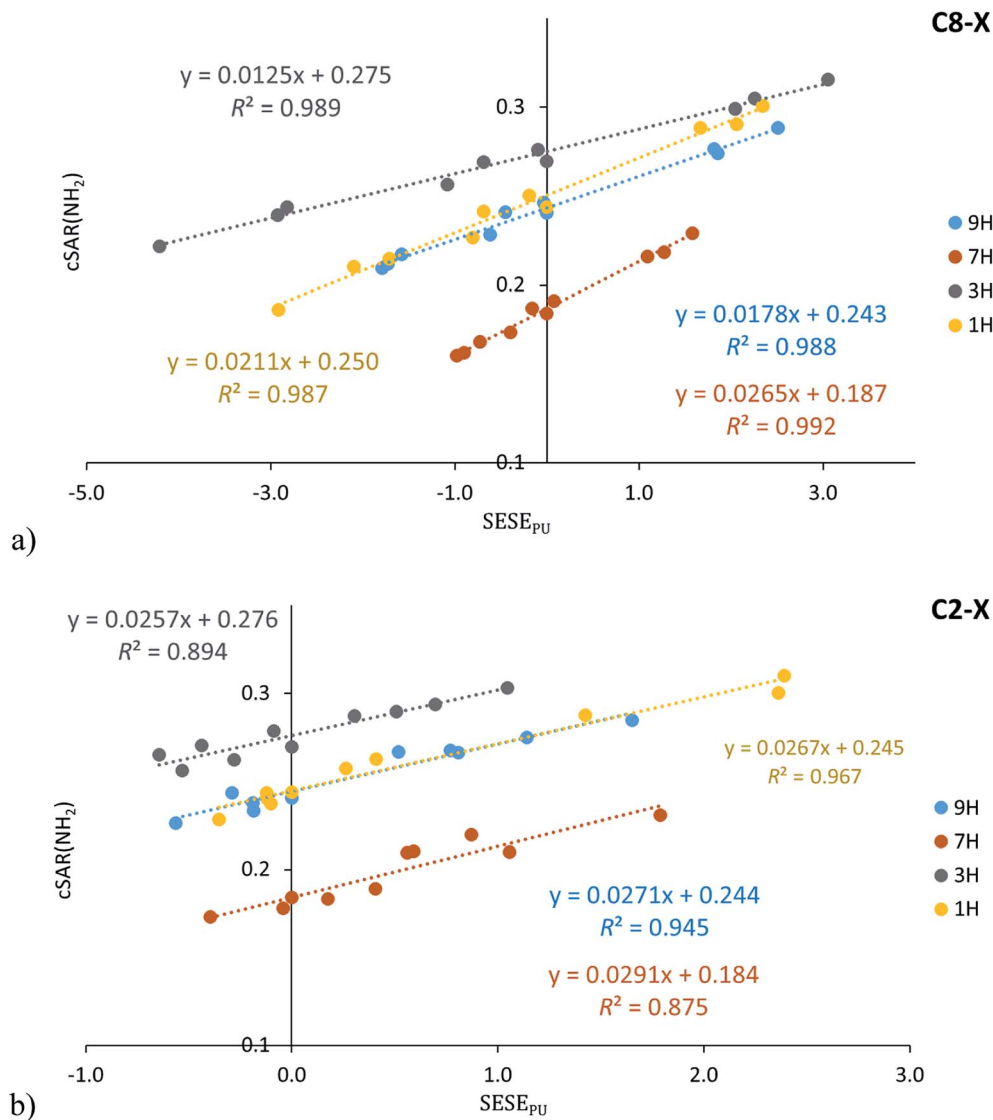 C8-X
y = 0.0125x + 0.275
R² = 0.989
0.3
cSAR(NH₂)
9H
7H
3H
1H
0.2
y = 0.0178x + 0.243
R² = 0.988
y = 0.0211x + 0.250
R² = 0.987
y = 0.0265x + 0.187
R² = 0.992
0.1
-5.0 -3.0 -1.0 1.0 3.0
SESE_PU
a)
C2-X
y = 0.0257x + 0.276
R² = 0.894
0.3
y = 0.0267x + 0.245
R² = 0.967
cSAR(NH₂)
9H
7H
3H
1H
0.2
y = 0.0271x + 0.244
R² = 0.945
y = 0.0291x + 0.184
R² = 0.875
0.1
-1.0 0.0 1.0 2.0 3.0
SESE_PU
b)